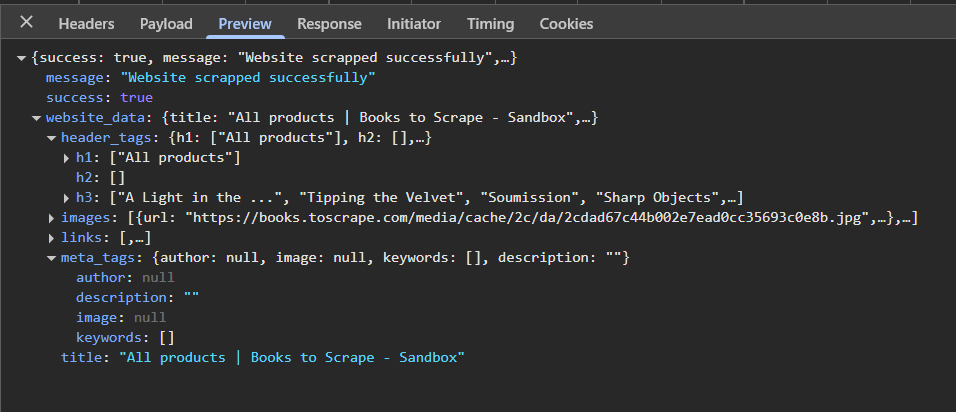 Headers Payload Preview Response Initiator Timing Cookies
{success: true, message: "Website scrapped successfully",…}
message: "Website scrapped successfully"
success: true
website_data: {title: "All products | Books to Scrape - Sandbox",…}
header_tags: {h1: ["All products"], h2: [],…}
h1: ["All products"]
h2: []
h3: ["A Light in the ...", "Tipping the Velvet", "Soumission", "Sharp Objects",…]
images: [{url: "https://books.toscrape.com/media/cache/2c/da/2cdad67c44b002e7ead0cc35693c0e8b.jpg",…},…]
links: [,…]
meta_tags: {author: null, image: null, keywords: [], description: ""}
author: null
description: ""
image: null
keywords: []
title: "All products | Books to Scrape - Sandbox"